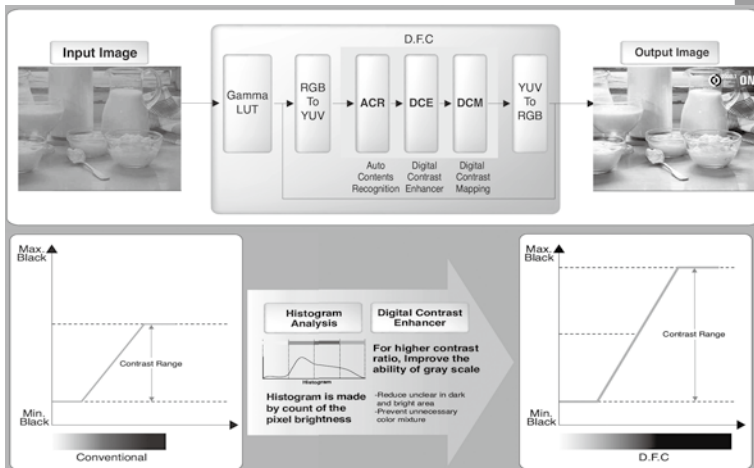 D.F.C
Input Image
Output Image
Gamma
LUT
RGB
To
YUV
ACR
DCE
DCM
YUV
To
RGB
ON
Auto
Contents
Recognition
Digital
Contrast
Enhancer
Digital
Contrast
Mapping
Max.
Black
Contrast Range
Min.
Black
Conventional
Histogram
Analysis
Histogram
Histogram is made
by count of the
pixel brightness
Digital Contrast
Enhancer
For higher contrast
ratio, Improve the
ability of gray scale
-Reduce unclear in dark
and bright area
-Prevent unnecessary
color mixture
Max.
Black
Contrast Range
Min.
Black
D.F.C